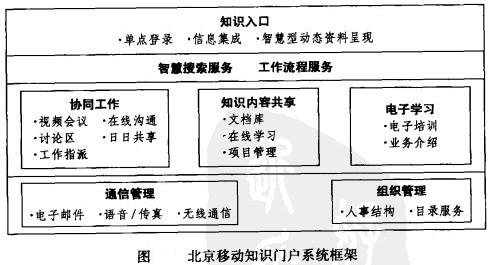 知识入口
·单点登录 ·信息集成 ·智慧型动态资料呈现
智慧搜索服务 工作流程服务
协同工作
·视频会议 ·在线沟通
·讨论区 ·日日共享
·工作指派
知识内容共享
·文档库
·在线学习
·项目管理
电子学习
·电子培训
·业务介绍
通信管理
·电子邮件 ·语音/传真 ·无线通信
组织管理
·人事结构 ·目录服务
图 北京移动知识门户系统框架